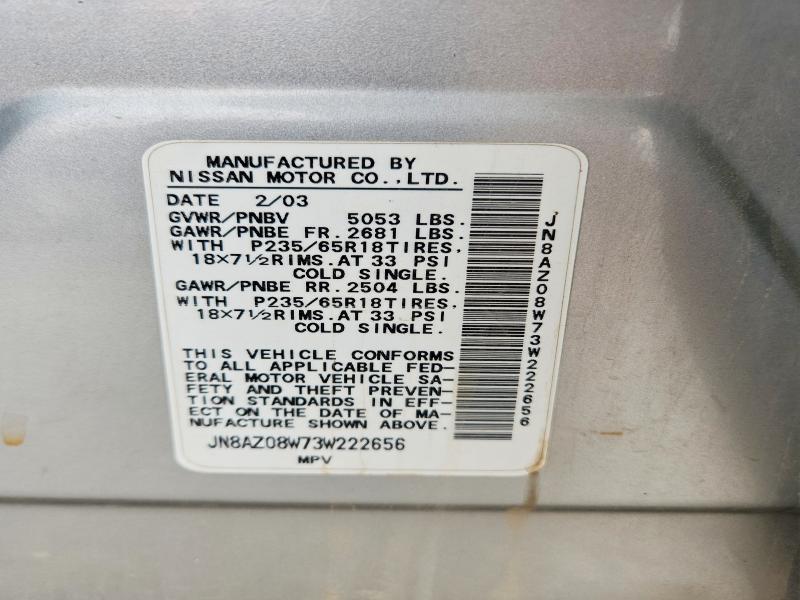 MANUFACTURED BY
NISSAN MOTOR CO.,LTD.
DATE 2/03
GVWR/PNBV 5053 LBS.
GAWR/PNBE FR.2681 LBS.
WITH P235/65R18TIRES,
18×7½RIMS.AT 33 PSI
COLD SINGLE.
GAWR/PNBE RR.2504 LBS.
WITH P235/65R18TIRES.
18×7½RIMS.AT 33 PSI
COLD SINGLE.
THIS VEHICLE CONFORMS
TO ALL APPLICABLE FED-
ERAL MOTOR VEHICLE SA-
FETY AND THEFT PREVEN-
TION STANDARDS IN EFF-
ECT ON THE DATE OF MA-
NUFACTURE SHOWN ABOVE.
JN8AZ08W73W222656
MPV
JN8AZ08W73W222656